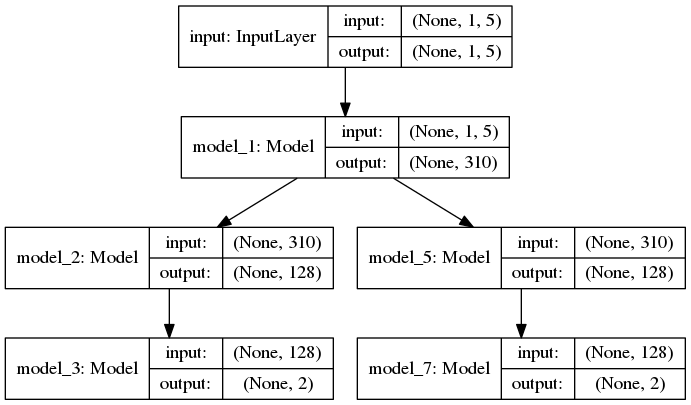 input: InputLayer
input: (None, 1, 5)
output: (None, 1, 5)
model_1: Model
input: (None, 1, 5)
output: (None, 310)
model_2: Model
input: (None, 310)
output: (None, 128)
model_5: Model
input: (None, 310)
output: (None, 128)
model_3: Model
input: (None, 128)
output: (None, 2)
model_7: Model
input: (None, 128)
output: (None, 2)